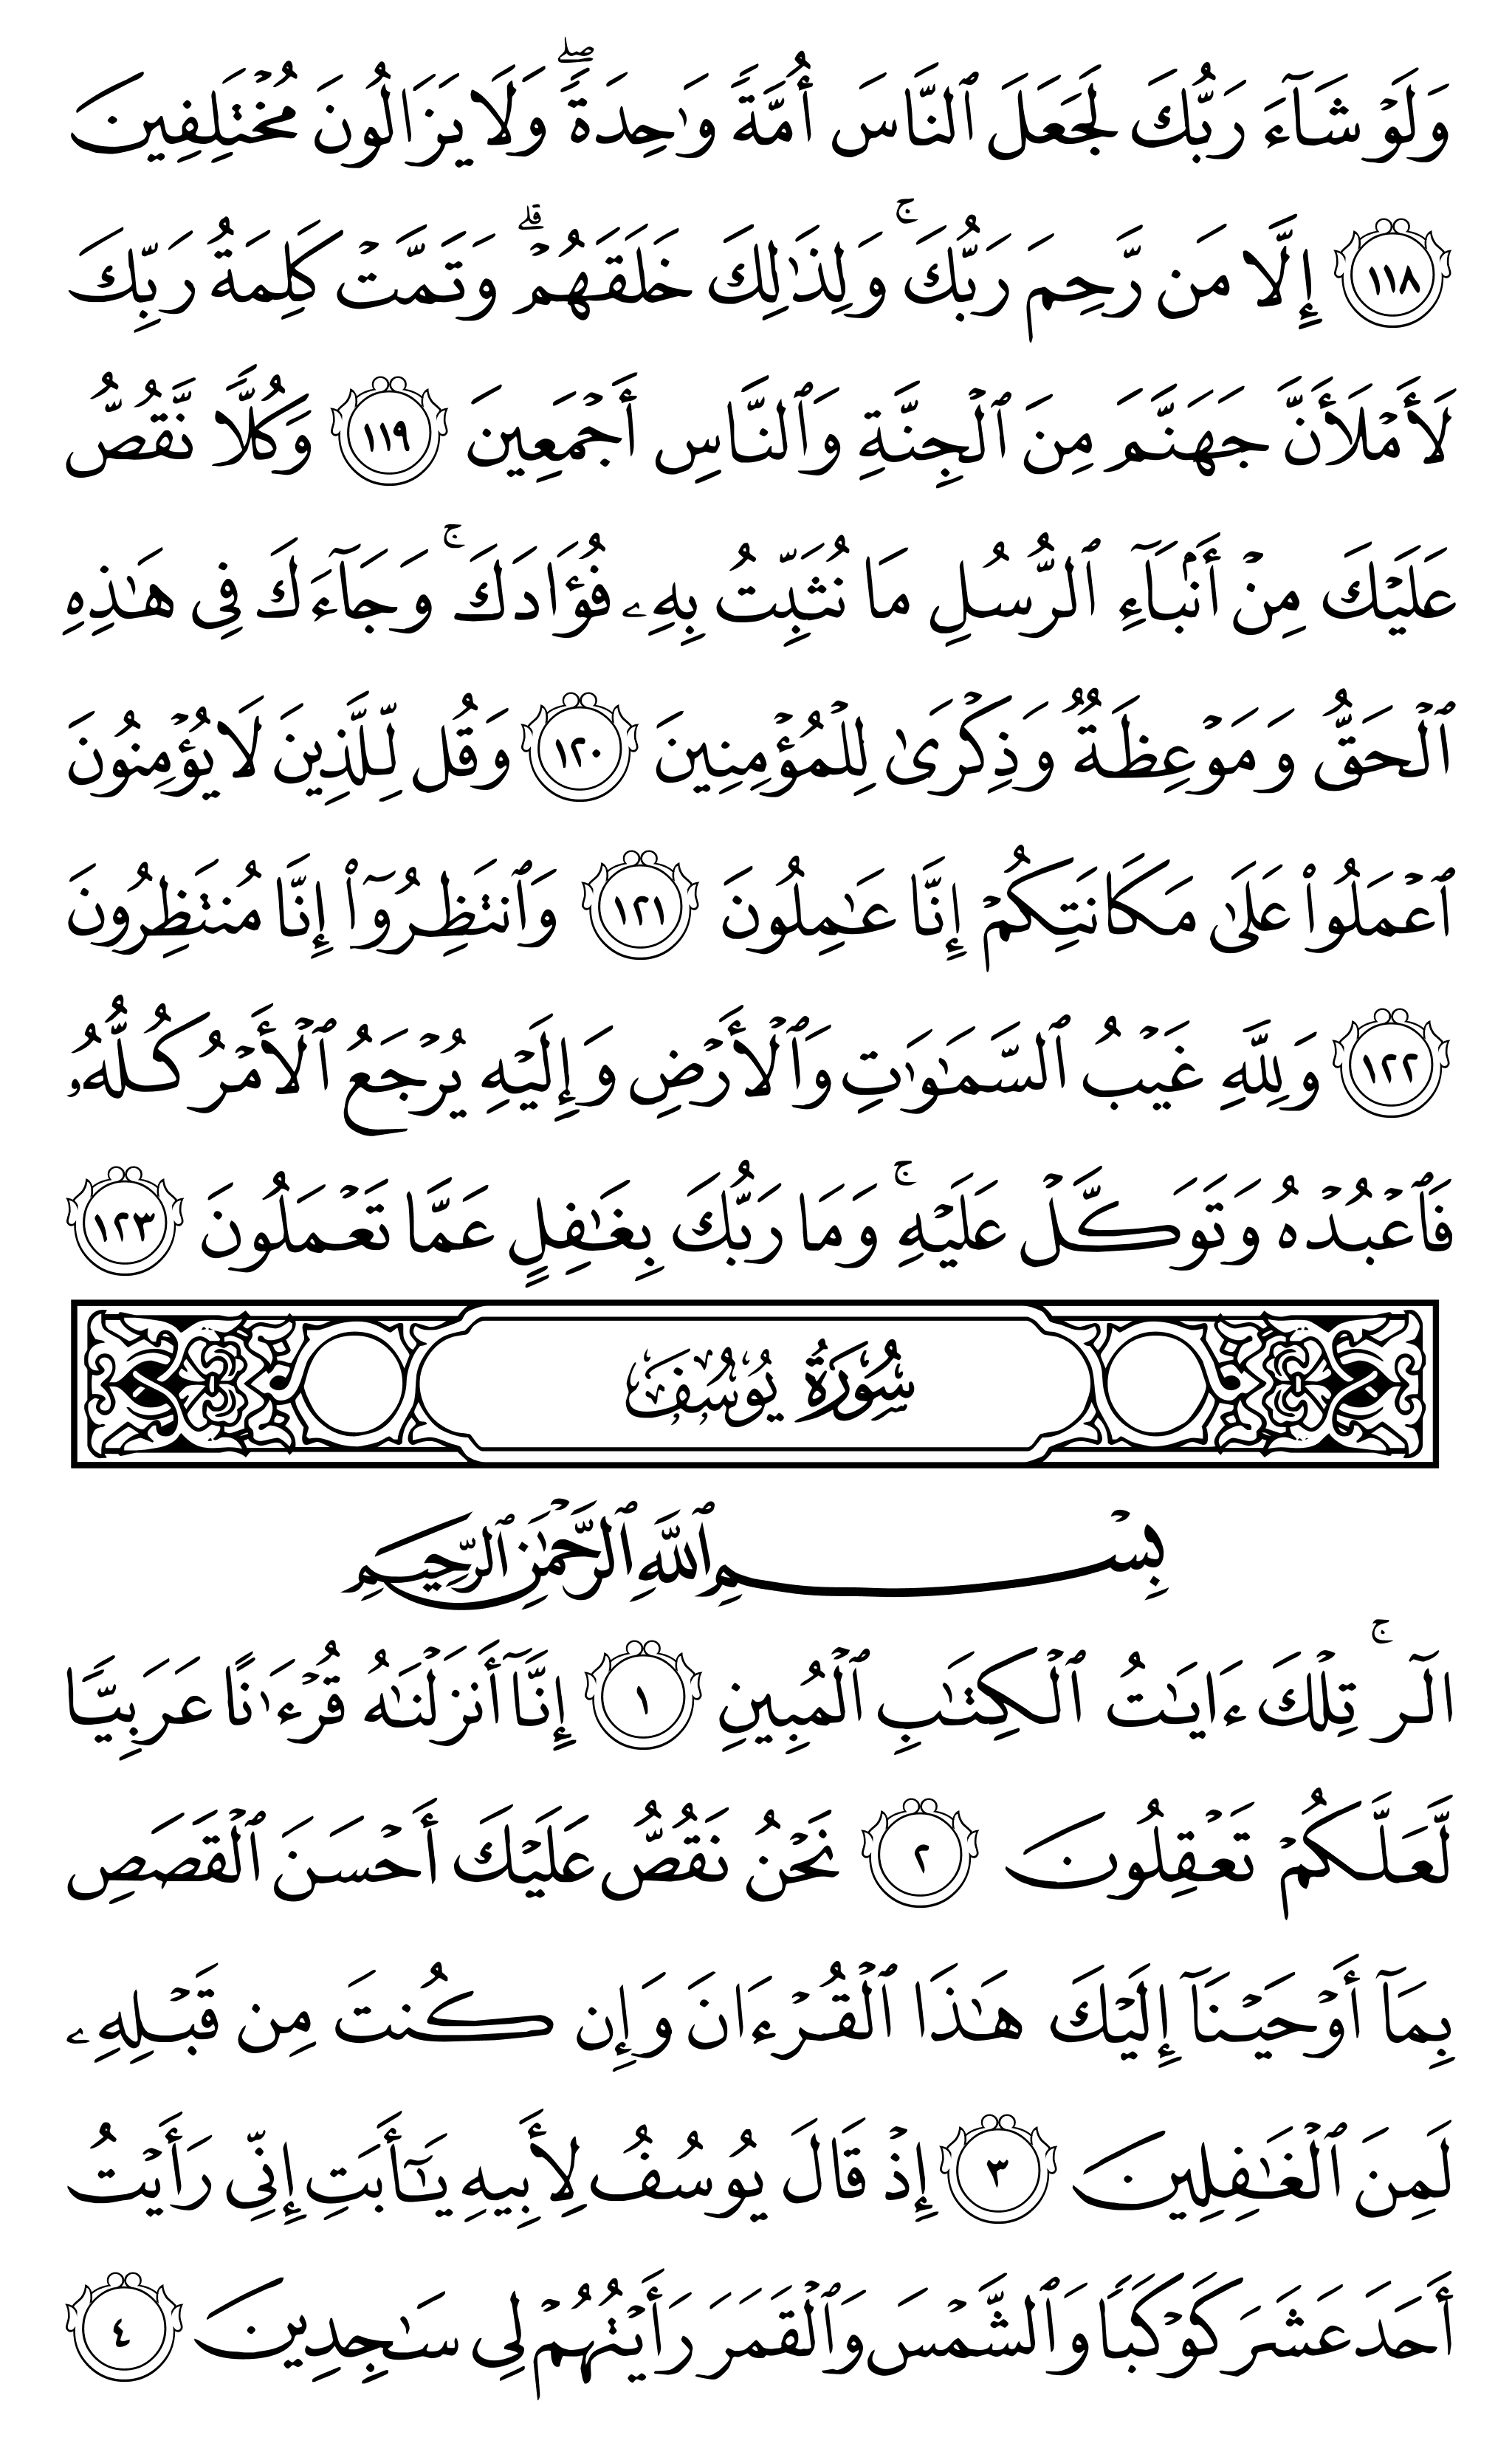 وَلَوۡ شَآءَ رَبُّكَ لَجَعَلَ ٱلنَّاسَ أُمَّةٗ وَٰحِدَةٗۖ وَلَا يَزَالُونَ مُخۡتَلِفِينَ
١١٨ إِلَّا مَن رَّحِمَ رَبُّكَۚ وَلِذَٰلِكَ خَلَقَهُمۡۗ وَتَمَّتۡ كَلِمَةُ رَبِّكَ
لَأَمۡلَأَنَّ جَهَنَّمَ مِنَ ٱلۡجِنَّةِ وَٱلنَّاسِ أَجۡمَعِينَ ١١٩ وَكُلّٗا نَّقُصُّ
عَلَيۡكَ مِنۡ أَنۢبَآءِ ٱلرُّسُلِ مَا نُثَبِّتُ بِهِۦ فُؤَادَكَۚ وَجَآءَكَ فِي هَٰذِهِ
ٱلۡحَقُّ وَمَوۡعِظَةٞ وَذِكۡرَىٰ لِلۡمُؤۡمِنِينَ ١٢٠ وَقُل لِّلَّذِينَ لَا يُؤۡمِنُونَ
ٱعۡمَلُواْ عَلَىٰ مَكَانَتِكُمۡ إِنَّا عَٰمِلُونَ ١٢١ وَٱنتَظِرُوٓاْ إِنَّا مُنتَظِرُونَ
١٢٢ وَلِلَّهِ غَيۡبُ ٱلسَّمَٰوَٰتِ وَٱلۡأَرۡضِ وَإِلَيۡهِ يُرۡجَعُ ٱلۡأَمۡرُ كُلُّهُۥ
فَٱعۡبُدۡهُ وَتَوَكَّلۡ عَلَيۡهِۚ وَمَا رَبُّكَ بِغَٰفِلٍ عَمَّا تَعۡمَلُونَ ١٢٣
سُورَةُ يُوسُفَ
بِسۡمِ ٱللَّهِ ٱلرَّحۡمَٰنِ ٱلرَّحِيمِ
الٓرۚ تِلۡكَ ءَايَٰتُ ٱلۡكِتَٰبِ ٱلۡمُبِينِ ١ إِنَّآ أَنزَلۡنَٰهُ قُرۡءَٰنًا عَرَبِيّٗا
لَّعَلَّكُمۡ تَعۡقِلُونَ ٢ نَحۡنُ نَقُصُّ عَلَيۡكَ أَحۡسَنَ ٱلۡقَصَصِ
بِمَآ أَوۡحَيۡنَآ إِلَيۡكَ هَٰذَا ٱلۡقُرۡءَانَ وَإِن كُنتَ مِن قَبۡلِهِۦ
لَمِنَ ٱلۡغَٰفِلِينَ ٣ إِذۡ قَالَ يُوسُفُ لِأَبِيهِ يَٰٓأَبَتِ إِنِّي رَأَيۡتُ
أَحَدَ عَشَرَ كَوۡكَبٗا وَٱلشَّمۡسَ وَٱلۡقَمَرَ رَأَيۡتُهُمۡ لِي سَٰجِدِينَ ٤